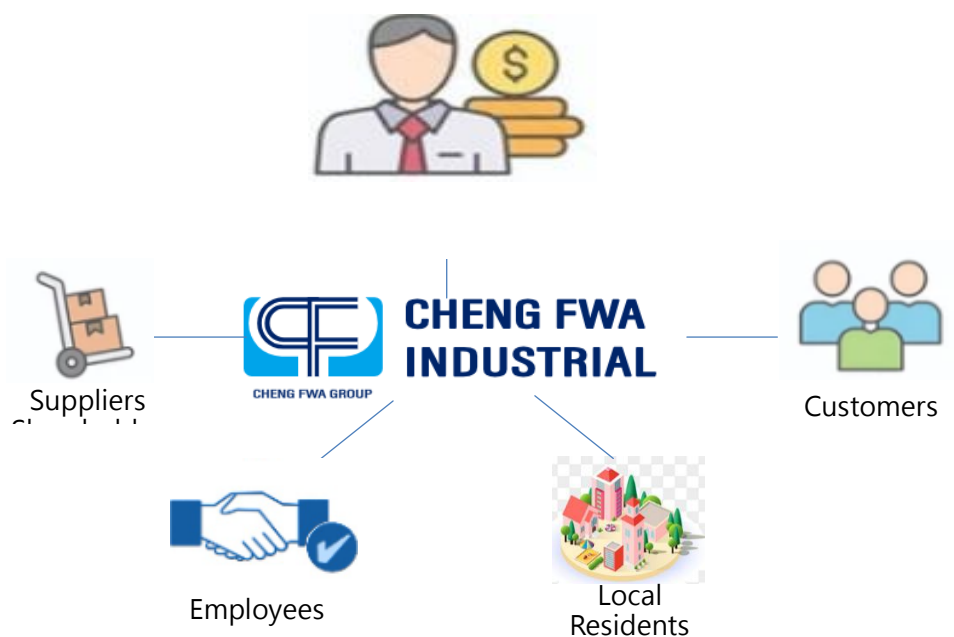 $
CHENG FWA
INDUSTRIAL
CHENG FWA GROUP
Suppliers
Customers
Employees
Local
Residents